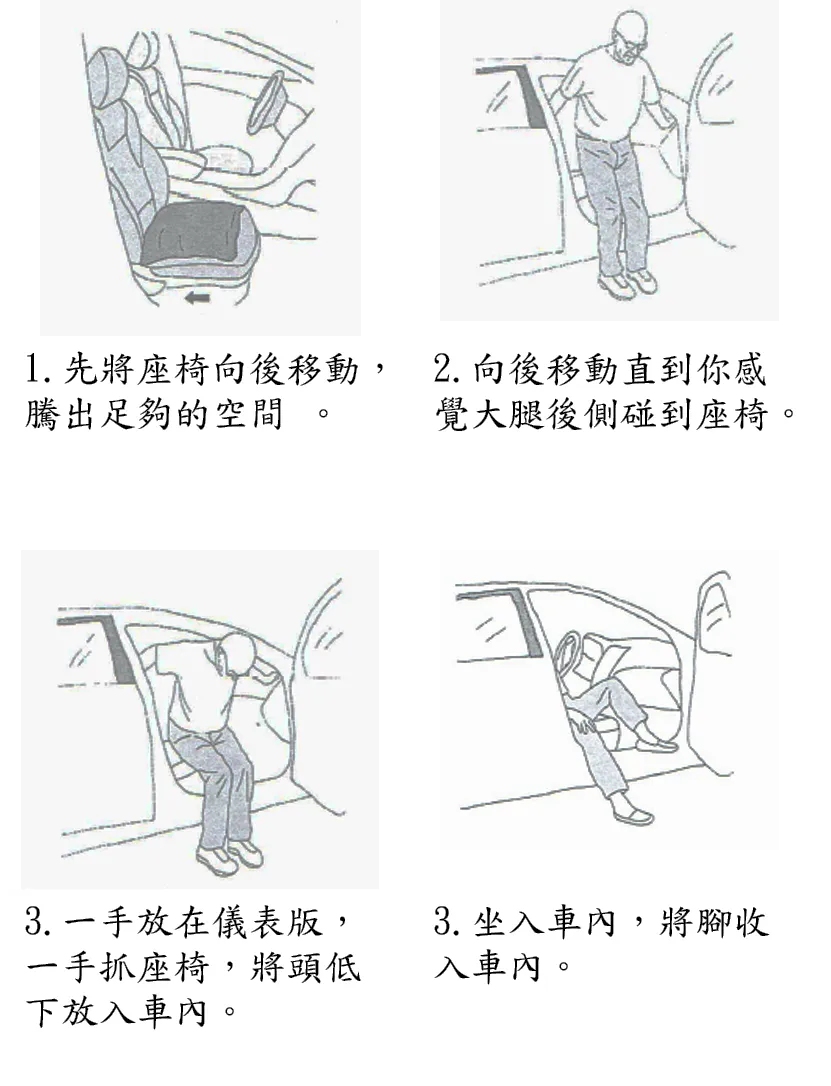 1. 先將座椅向後移動，
騰出足夠的空間 。
2. 向後移動直到你感
覺大腿後側碰到座椅。
3. 一手放在儀表版，
一手抓座椅，將頭低
下放入車內。
3. 坐入車內，將腳收
入車內。